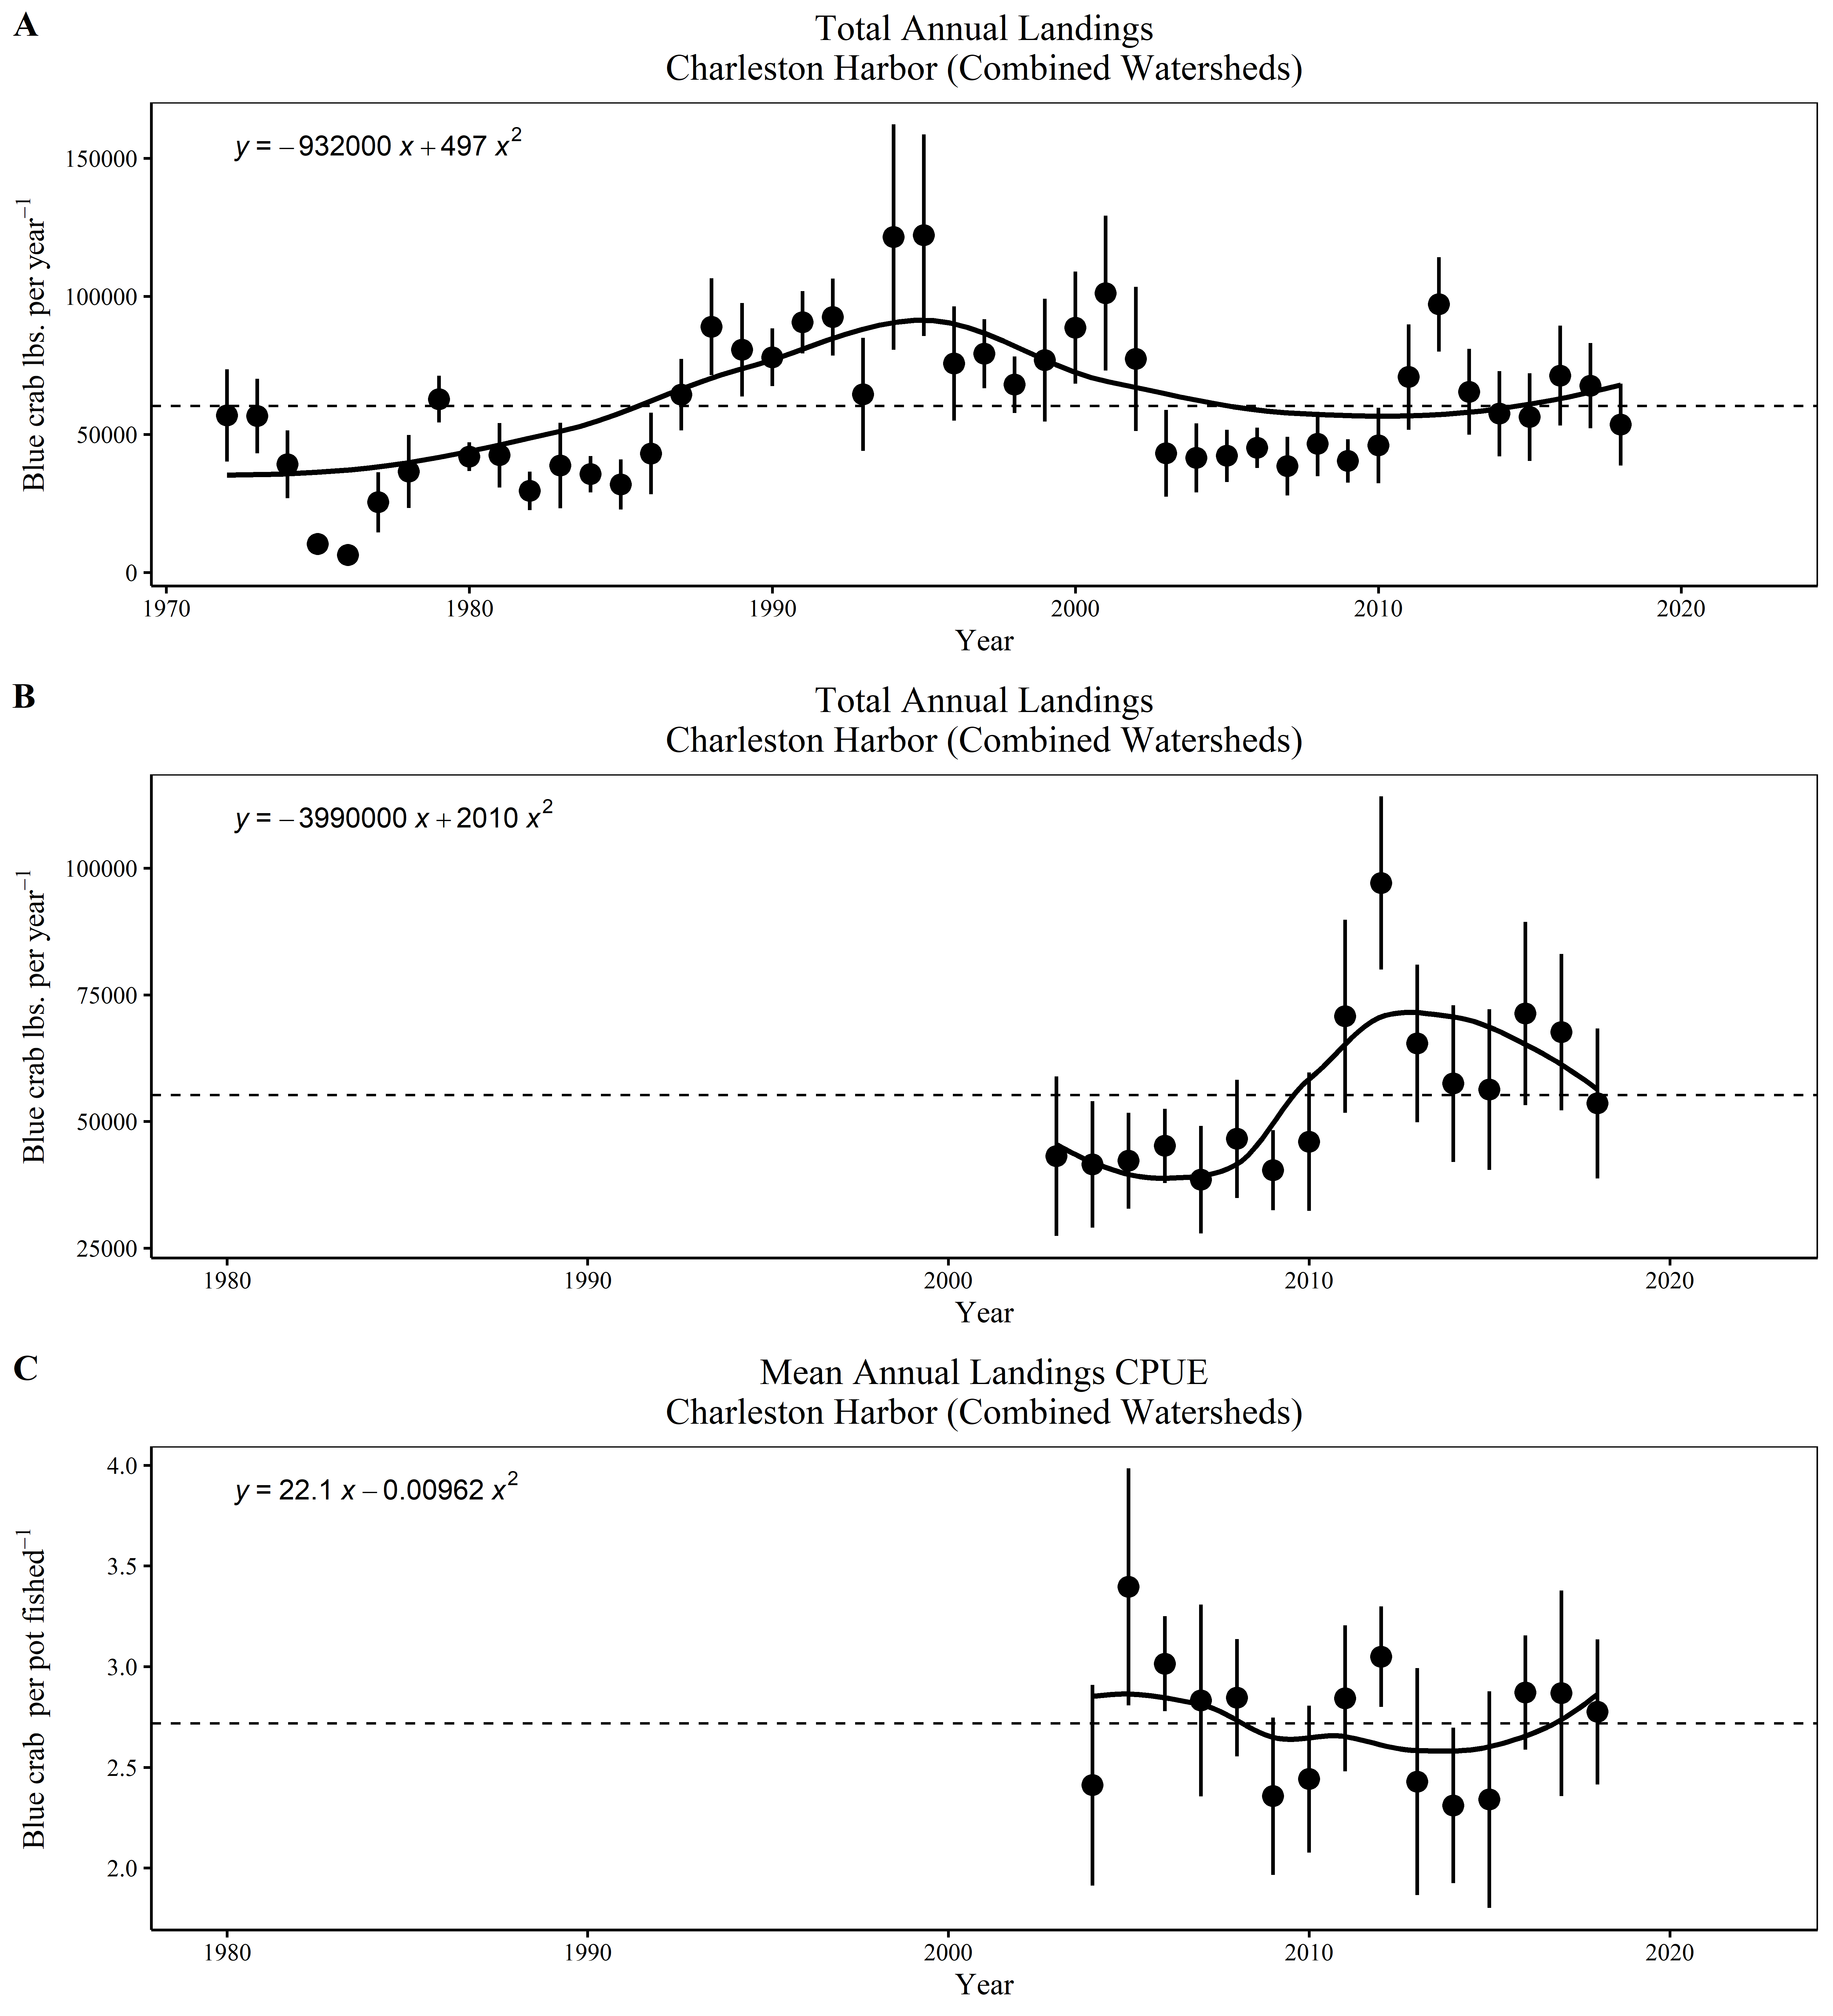 A
Total Annual Landings
Charleston Harbor (Combined Watersheds)
y = −932000 x + 497 x²
Blue crab lbs. per year⁻¹
150000
100000
50000
0
1970 1980 1990 2000 2010 2020
Year
B
Total Annual Landings
Charleston Harbor (Combined Watersheds)
y = −3990000 x + 2010 x²
Blue crab lbs. per year⁻¹
100000
75000
50000
25000
1980 1990 2000 2010 2020
Year
C
Mean Annual Landings CPUE
Charleston Harbor (Combined Watersheds)
y = 22.1 x − 0.00962 x²
Blue crab per pot fished⁻¹
4.0
3.5
3.0
2.5
2.0
1980 1990 2000 2010 2020
Year